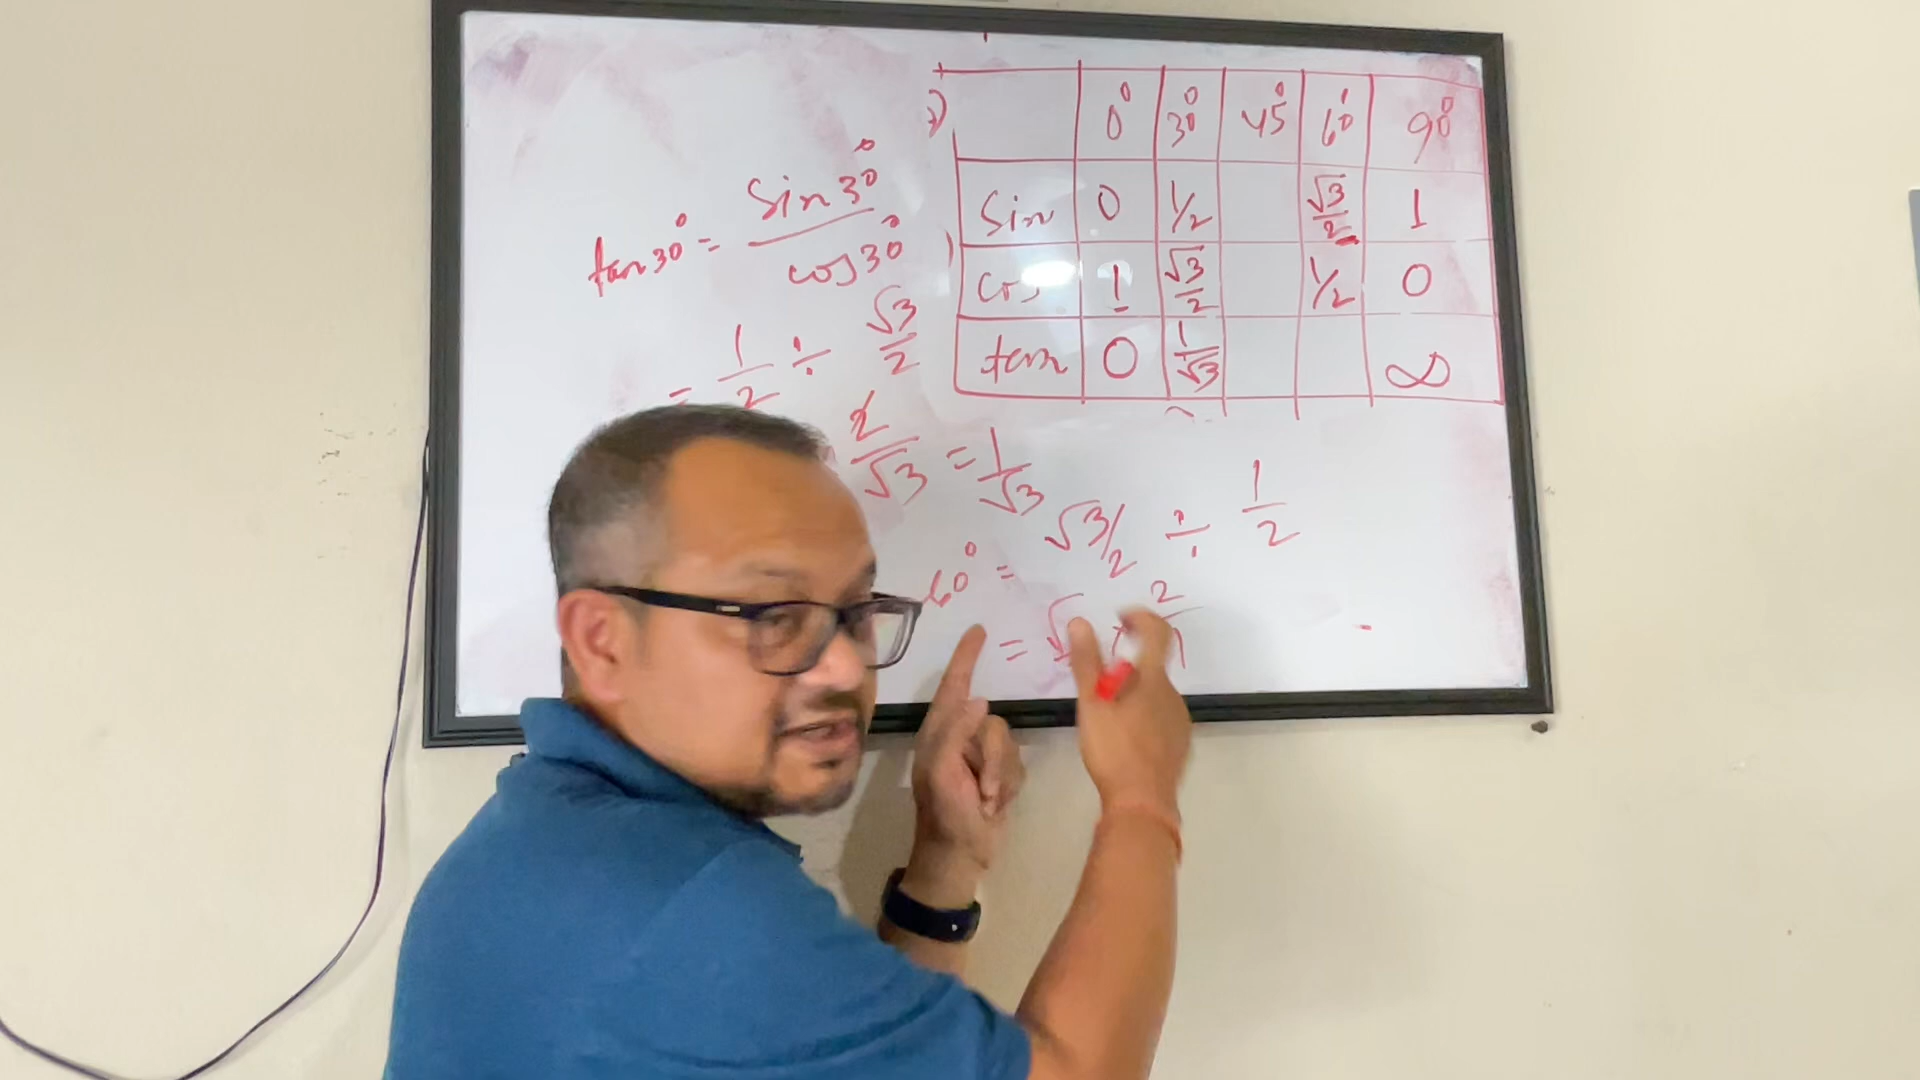 0° 30° 45° 60° 90°
Sin 0 1/2 √3/2 1
Cos 1 √3/2 1/2 0
tan 0 1/√3 ∞
tan 30° = sin 30° / cos 30°
= 1/2 ÷ √3/2
2/√3 = 1/√3
60° = √3/2 ÷ 1/2
= √ × 2/1